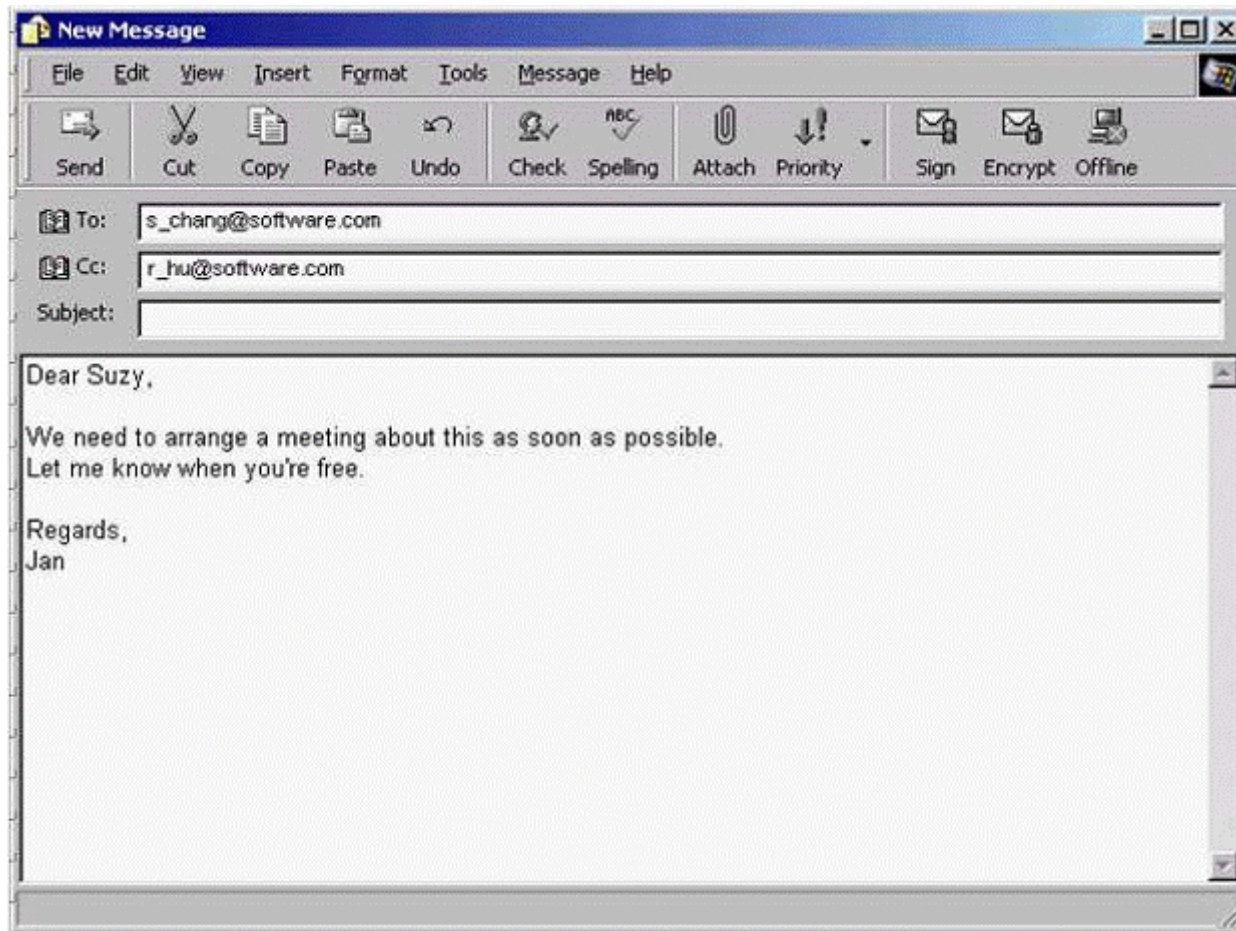 New Message
File Edit View Insert Format Tools Message Help
Send Cut Copy Paste Undo Check Spelling Attach Priority Sign Encrypt Offline
To: s_chang@software.com
Cc: r_hu@software.com
Subject:
Dear Suzy,
We need to arrange a meeting about this as soon as possible.
Let me know when you're free.
Regards,
Jan